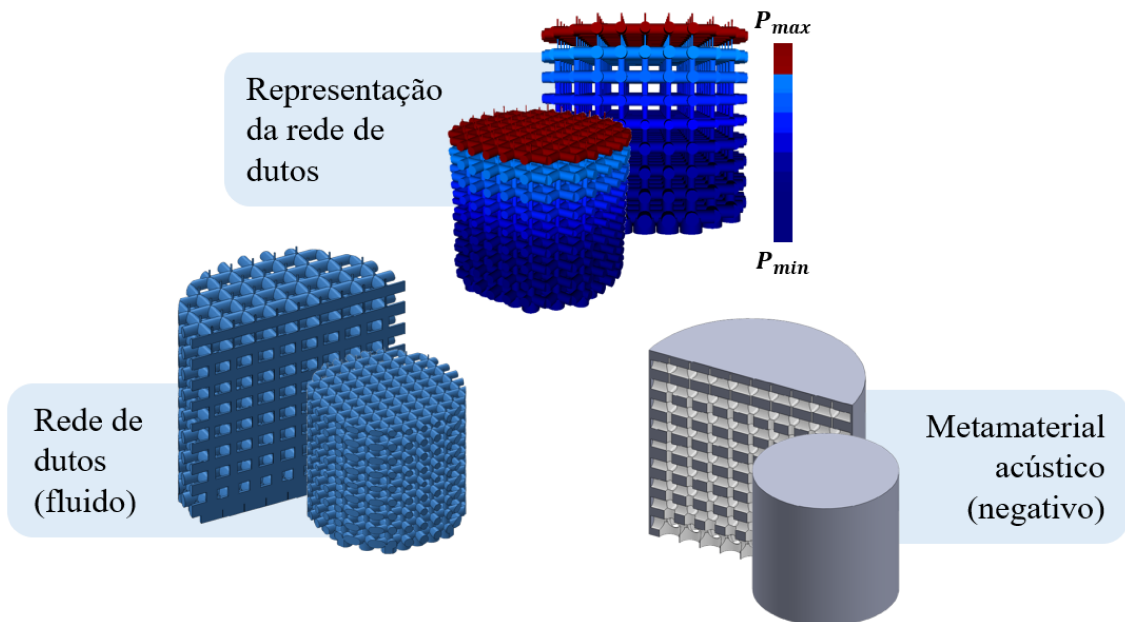 P_max
Representação
da rede de
dutos
P_min
Rede de
dutos
(fluido)
Metamaterial
acústico
(negativo)